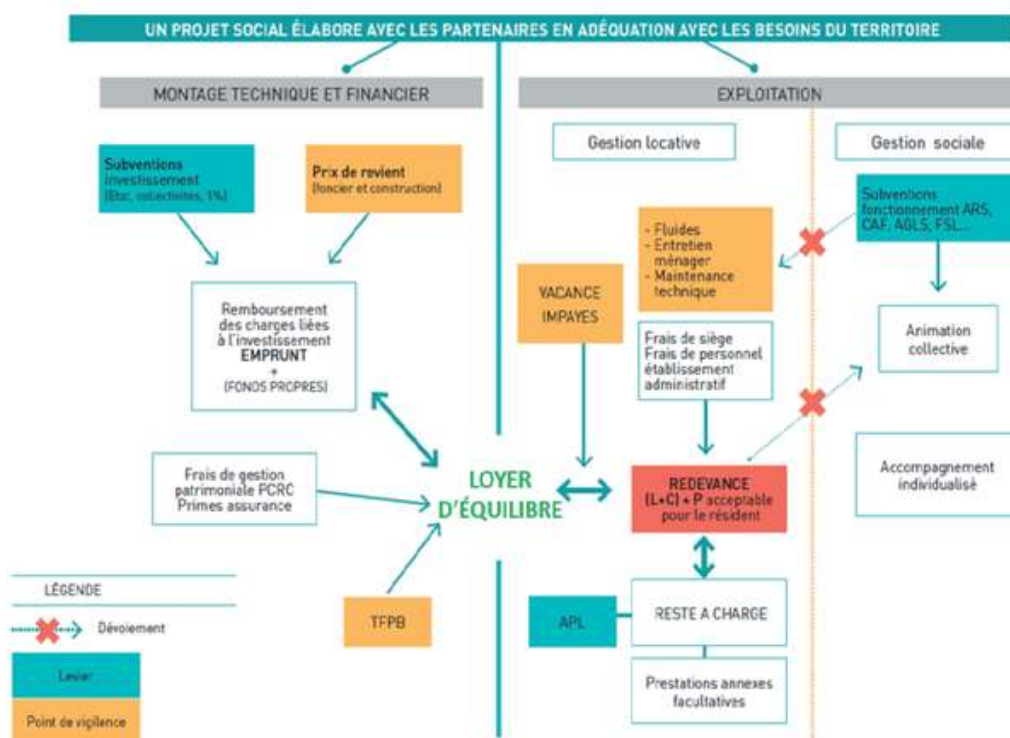 UN PROJET SOCIAL ÉLABORE AVEC LES PARTENAIRES EN ADÉQUATION AVEC LES BESOINS DU TERRITOIRE
MONTAGE TECHNIQUE ET FINANCIER
Subventions
investissement
(Etat, collectivités, 1%)
Prix de revient
(foncier et construction)
Remboursement
des charges liées
à l'investissement
EMPRUNT
+
(FONOS PROPRES)
Frais de gestion
patrimoniale PCRC
Primes assurance
TFPB
LOYER
D'ÉQUILIBRE
EXPLOITATION
Gestion locative
VACANCE
IMPAYES
- Fluides
- Entretien
ménager
- Maintenance
technique
Frais de siège
Frais de personnel
établissement
administratif
REDEVANCE
(L+C) + P acceptable
pour le résident
APL
RESTE A CHARGE
Prestations annexes
facultatives
Gestion sociale
Subventions
fonctionnement ARS,
CAF, AGLS, FSL...
Animation
collective
Accompagnement
individualisé
LÉGENDE
Dévoiement
Levier
Point de vigilence